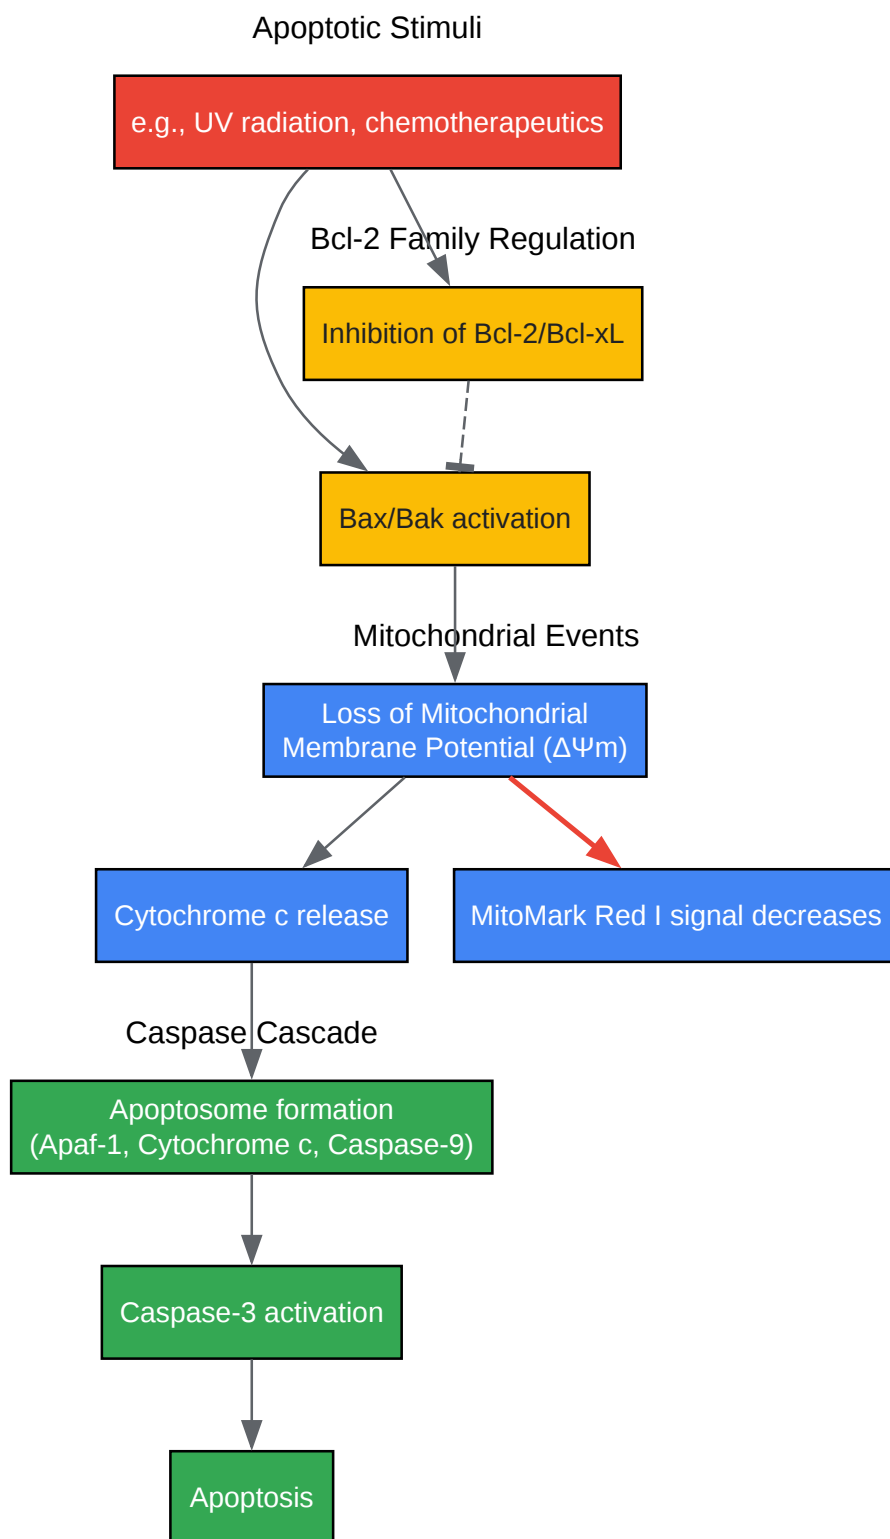 Apoptotic Stimuli
e.g., UV radiation, chemotherapeutics
Bcl-2 Family Regulation
Inhibition of Bcl-2/Bcl-xL
Bax/Bak activation
Mitochondrial Events
Loss of Mitochondrial
Membrane Potential (ΔΨm)
Cytochrome c release
MitoMark Red I signal decreases
Caspase Cascade
Apoptosome formation
(Apaf-1, Cytochrome c, Caspase-9)
Caspase-3 activation
Apoptosis